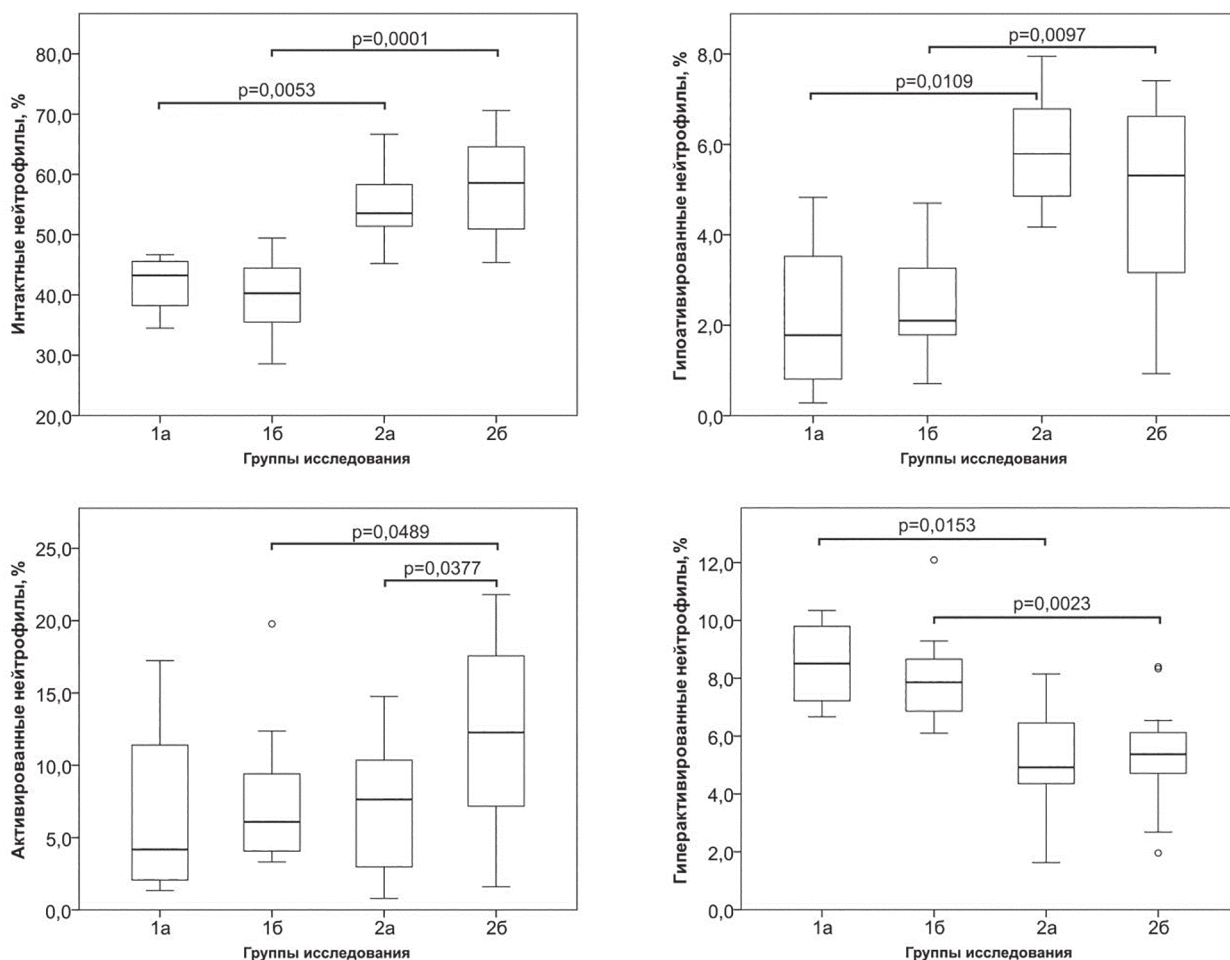 Интактные нейтрофилы, %
80,0
70,0
60,0
50,0
40,0
30,0
20,0
p=0,0001
p=0,0053
1а
1б
2а
2б
Группы исследования
Гипоативированные нейтрофилы, %
8,0
6,0
4,0
2,0
0,0
p=0,0097
p=0,0109
1а
1б
2а
2б
Группы исследования
Активированные нейтрофилы, %
25,0
20,0
15,0
10,0
5,0
0,0
p=0,0489
p=0,0377
1а
1б
2а
2б
Группы исследования
Гиперактивированные нейтрофилы, %
12,0
10,0
8,0
6,0
4,0
2,0
0,0
p=0,0153
p=0,0023
1а
1б
2а
2б
Группы исследования